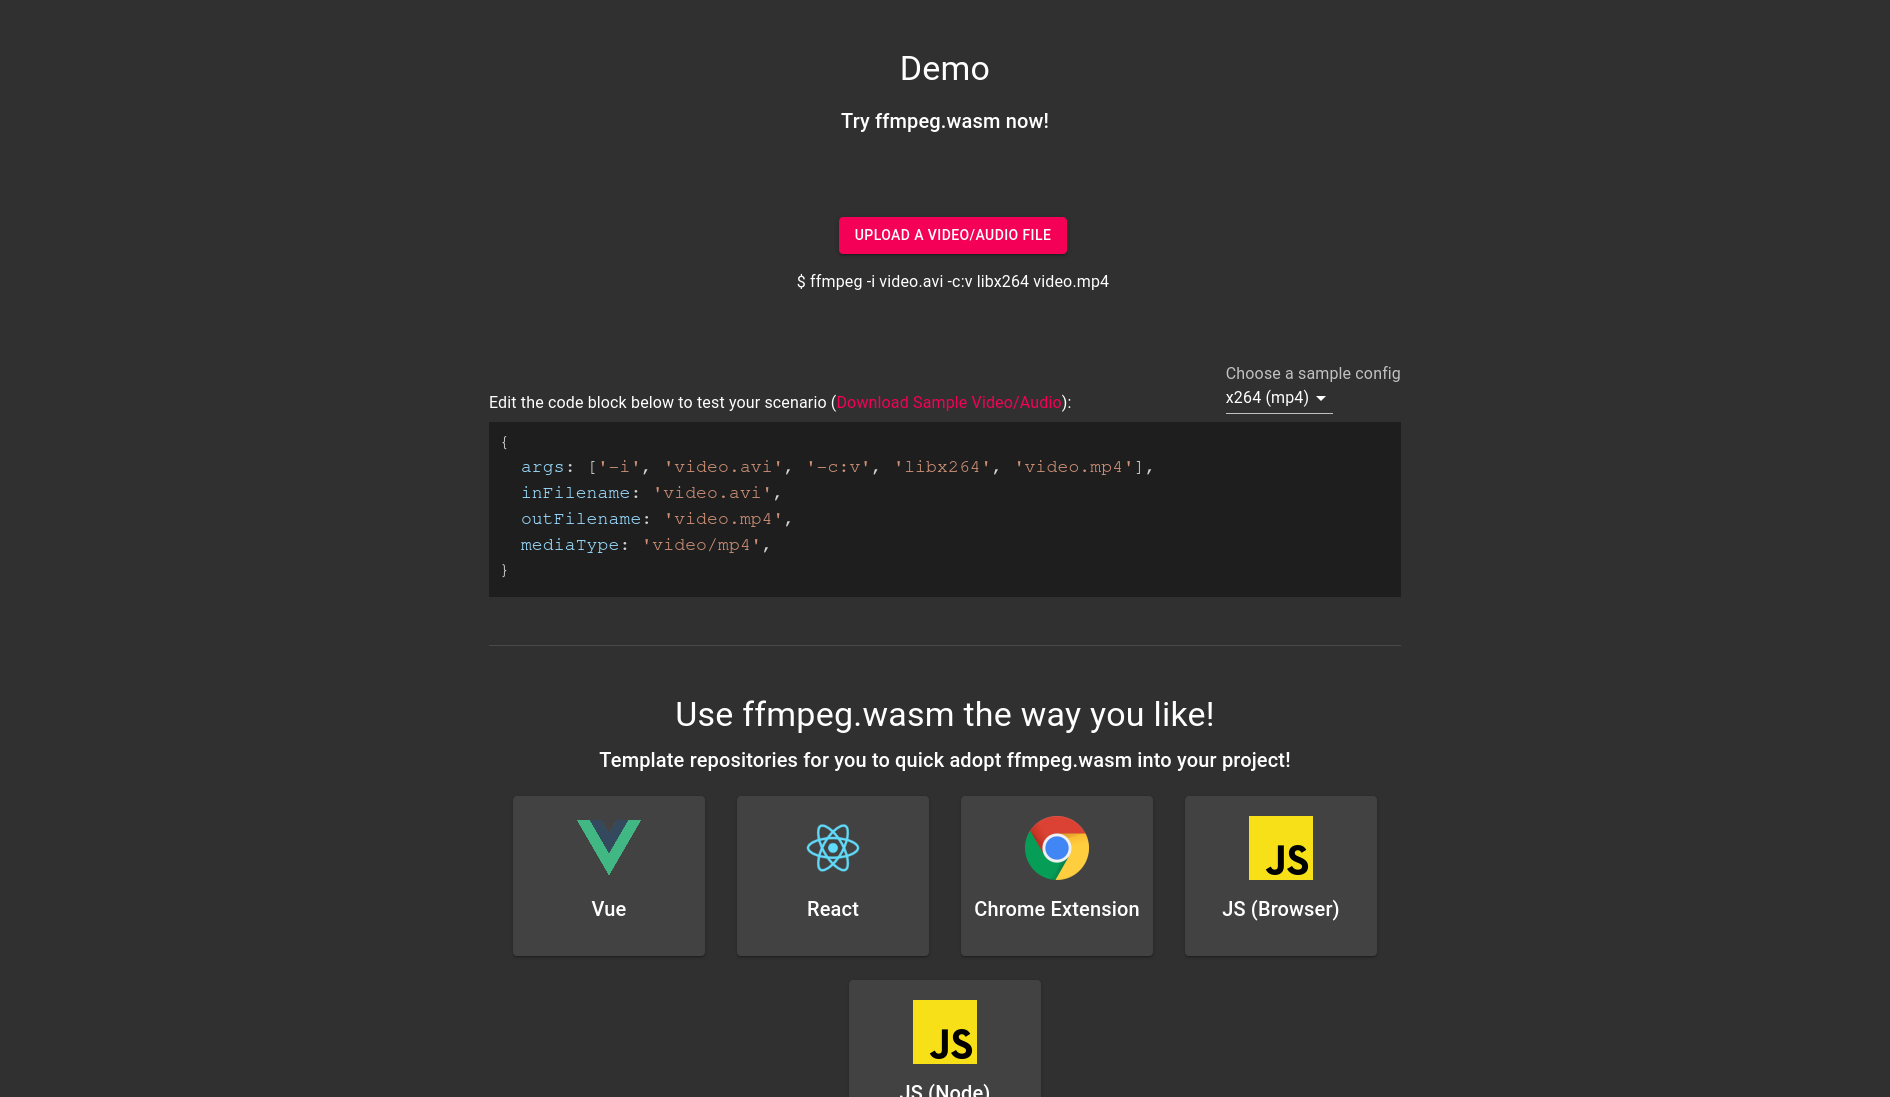 Demo
Try ffmpeg.wasm now!
UPLOAD A VIDEO/AUDIO FILE
$ ffmpeg -i video.avi -c:v libx264 video.mp4
Choose a sample config
x264 (mp4)
Edit the code block below to test your scenario (Download Sample Video/Audio):
{
  args: ['-i', 'video.avi', '-c:v', 'libx264', 'video.mp4'],
  inFilename: 'video.avi',
  outFilename: 'video.mp4',
  mediaType: 'video/mp4',
}
Use ffmpeg.wasm the way you like!
Template repositories for you to quick adopt ffmpeg.wasm into your project!
JS
Vue
React
Chrome Extension
JS (Browser)
JS
JS (Node)